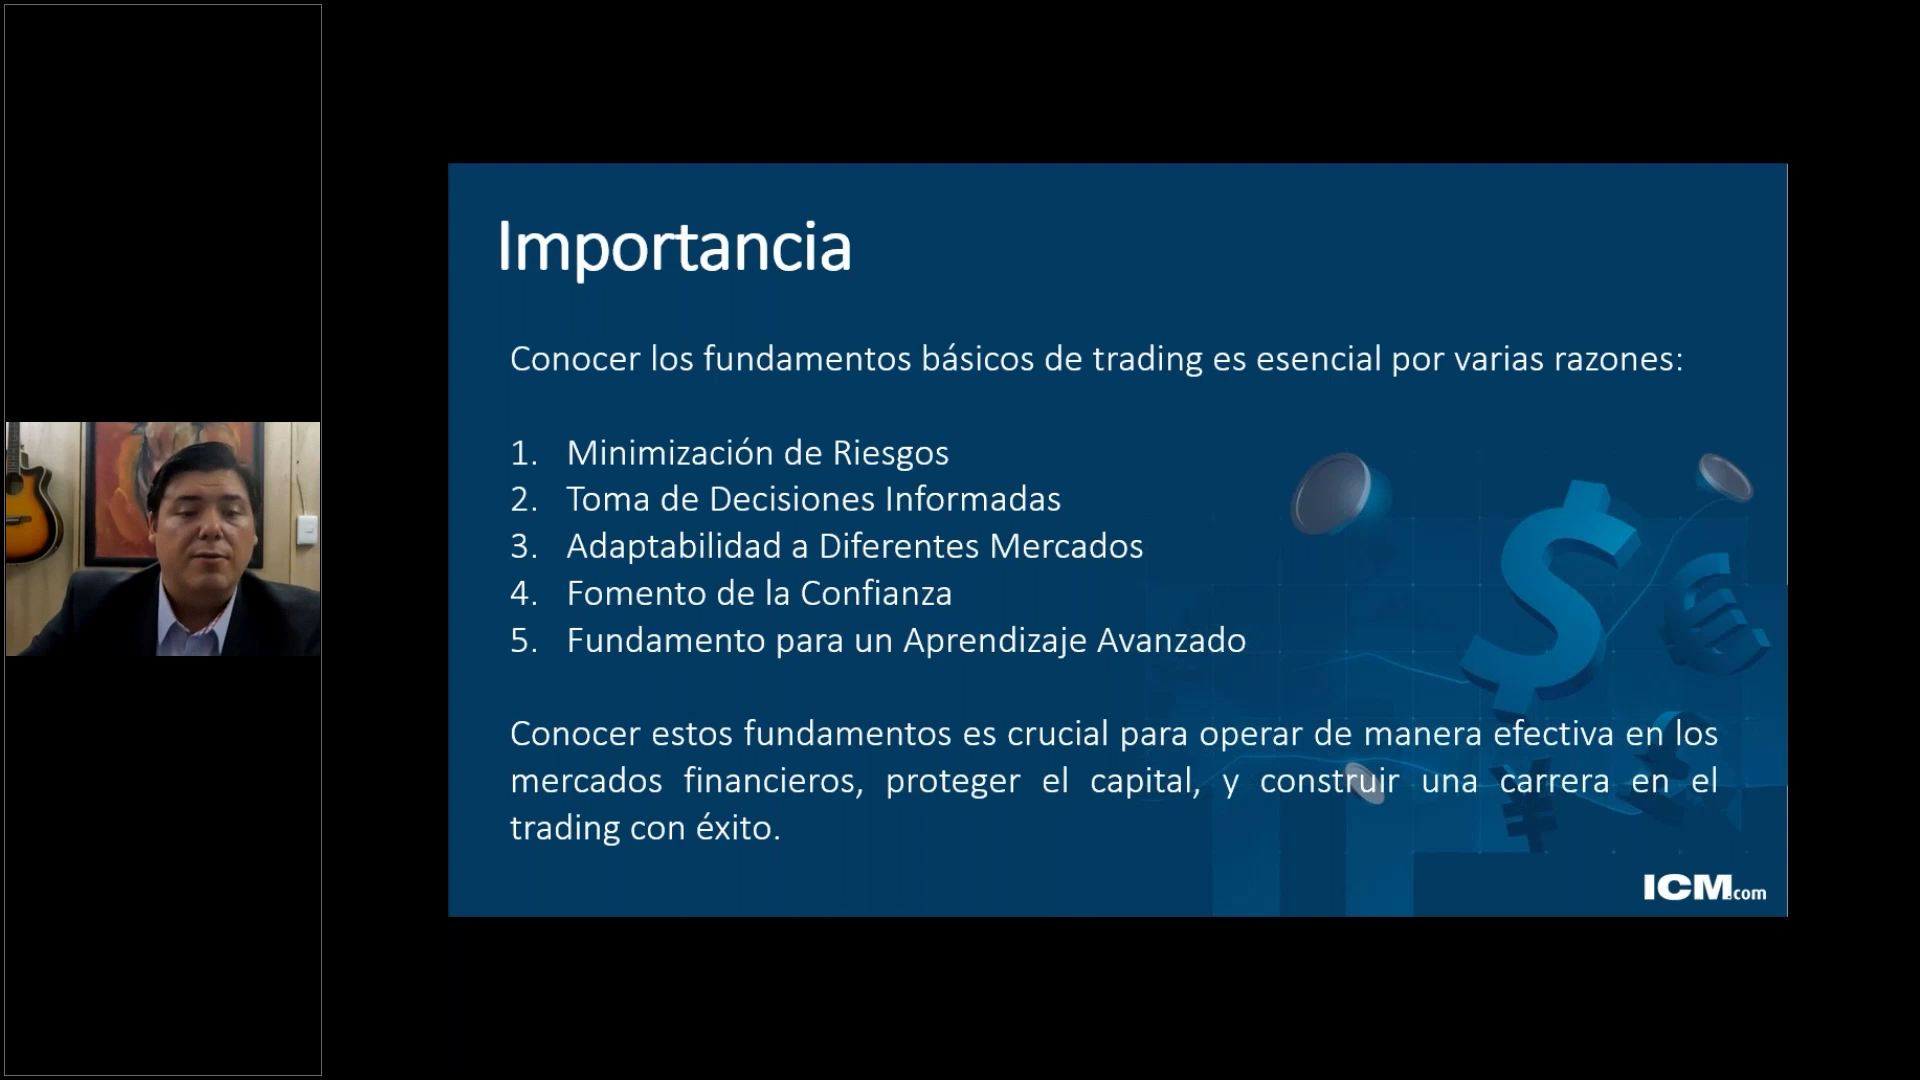 Importancia
Conocer los fundamentos básicos de trading es esencial por varias razones:
1. Minimización de Riesgos
2. Toma de Decisiones Informadas
3. Adaptabilidad a Diferentes Mercados
4. Fomento de la Confianza
5. Fundamento para un Aprendizaje Avanzado
Conocer estos fundamentos es crucial para operar de manera efectiva en los
mercados financieros, proteger el capital, y construir una carrera en el
trading con éxito.
ICM.com